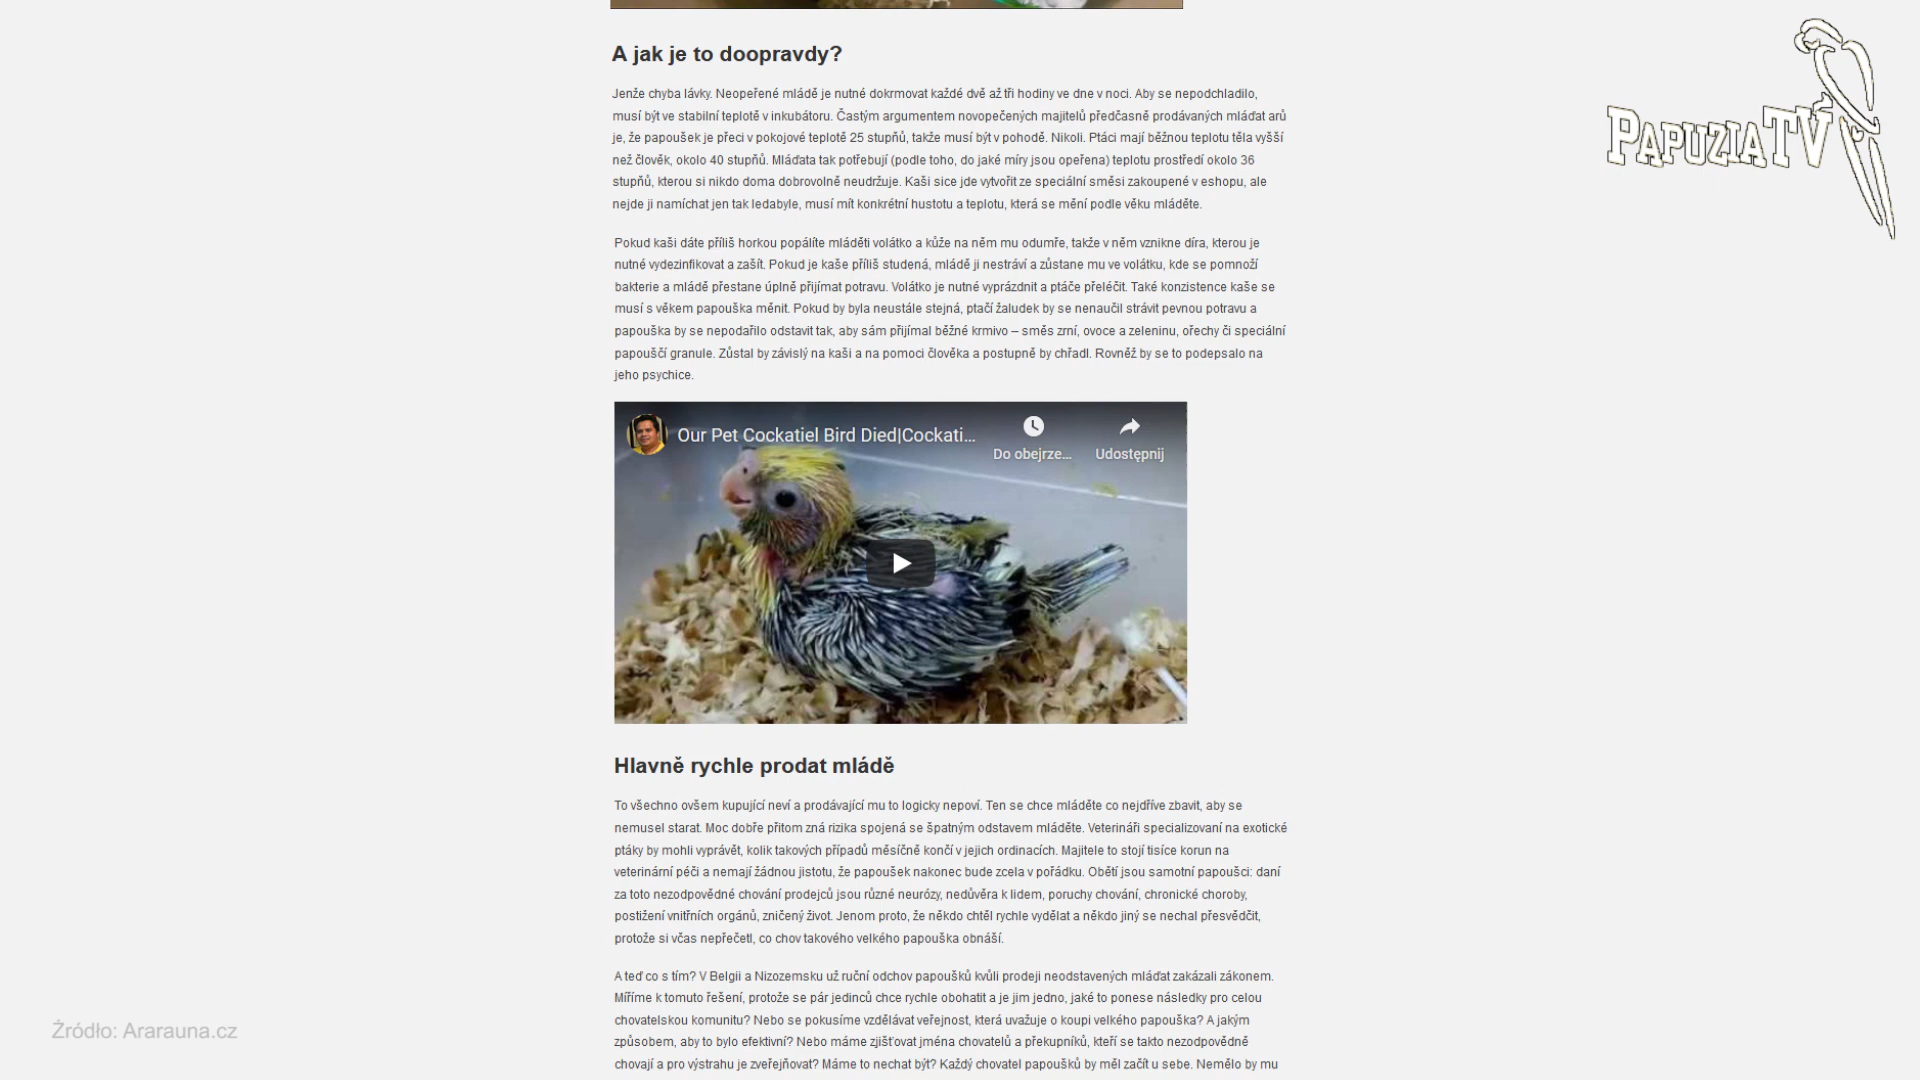 A jak je to doopravdy?
Jenže chyba lávky. Neopeřené mládě je nutné dokrmovat každé dvě až tři hodiny ve dne v noci. Aby se nepodchladilo,
musí být ve stabilní teplotě v inkubátoru. Častým argumentem novopečených majitelů předčasně prodávaných mláďat arů
je, že papoušek je přeci v pokojové teplotě 25 stupňů, takže musí být v pohodě. Nikoli. Ptáci mají běžnou teplotu těla vyšší
než člověk, okolo 40 stupňů. Mláďata tak potřebují (podle toho, do jaké míry jsou opeřena) teplotu prostředí okolo 36
stupňů, kterou si nikdo doma dobrovolně neudržuje. Kaši sice jde vytvořit ze speciální směsi zakoupené v eshopu, ale
nejde ji namíchat jen tak ledabyle, musí mít konkrétní hustotu a teplotu, která se mění podle věku mláděte.
Pokud kaši dáte příliš horkou popálíte mláděti volátko a kůže na něm mu odumře, takže v něm vznikne díra, kterou je
nutné vydezinfikovat a zašít. Pokud je kaše příliš studená, mládě ji nestráví a zůstane mu ve volátku, kde se pomnoží
bakterie a mládě přestane úplně přijímat potravu. Volátko je nutné vyprázdnit a ptáče přeléčit. Také konzistence kaše se
musí s věkem papouška měnit. Pokud by byla neustále stejná, ptačí žaludek by se nenaučil strávit pevnou potravu a
papouška by se nepodařilo odstavit tak, aby sám přijímal běžné krmivo – směs zrní, ovoce a zeleninu, ořechy či speciální
papouščí granule. Zůstal by závislý na kaši a na pomoci člověka a postupně by chřadl. Rovněž by se to podepsalo na
jeho psychice.
Our Pet Cockatiel Bird Died|Cockati...
Do obejrze...
Udostępnij
Hlavně rychle prodat mládě
To všechno ovšem kupující neví a prodávající mu to logicky nepoví. Ten se chce mláděte co nejdříve zbavit, aby se
nemusel starat. Moc dobře přitom zná rizika spojená se špatným odstavem mláděte. Veterináři specializovaní na exotické
ptáky by mohli vyprávět, kolik takových případů měsíčně končí v jejich ordinacích. Majitele to stojí tisíce korun na
veterinární péči a nemají žádnou jistotu, že papoušek nakonec bude zcela v pořádku. Obětí jsou samotní papoušci: daní
za toto nezodpovědné chování prodejců jsou různé neurózy, nedůvěra k lidem, poruchy chování, chronické choroby,
postižení vnitřních orgánů, zničený život. Jenom proto, že někdo chtěl rychle vydělat a někdo jiný se nechal přesvědčit,
protože si včas nepřečetl, co chov takového velkého papouška obnáší.
A teď co s tím? V Belgii a Nizozemsku už ruční odchov papoušků kvůli prodeji neodstavených mláďat zakázali zákonem.
Míříme k tomuto řešení, protože se pár jedinců chce rychle obohatit a je jim jedno, jaké to ponese následky pro celou
chovatelskou komunitu? Nebo se pokusíme vzdělávat veřejnost, která uvažuje o koupi velkého papouška? A jakým
způsobem, aby to bylo efektivní? Nebo máme zjišťovat jména chovatelů a překupníků, kteří se takto nezodpovědně
chovají a pro výstrahu je zveřejňovat? Máme to nechat být? Každý chovatel papoušků by měl začít u sebe. Nemělo by mu
PAPUZIATV
Źródło: Ararauna.cz